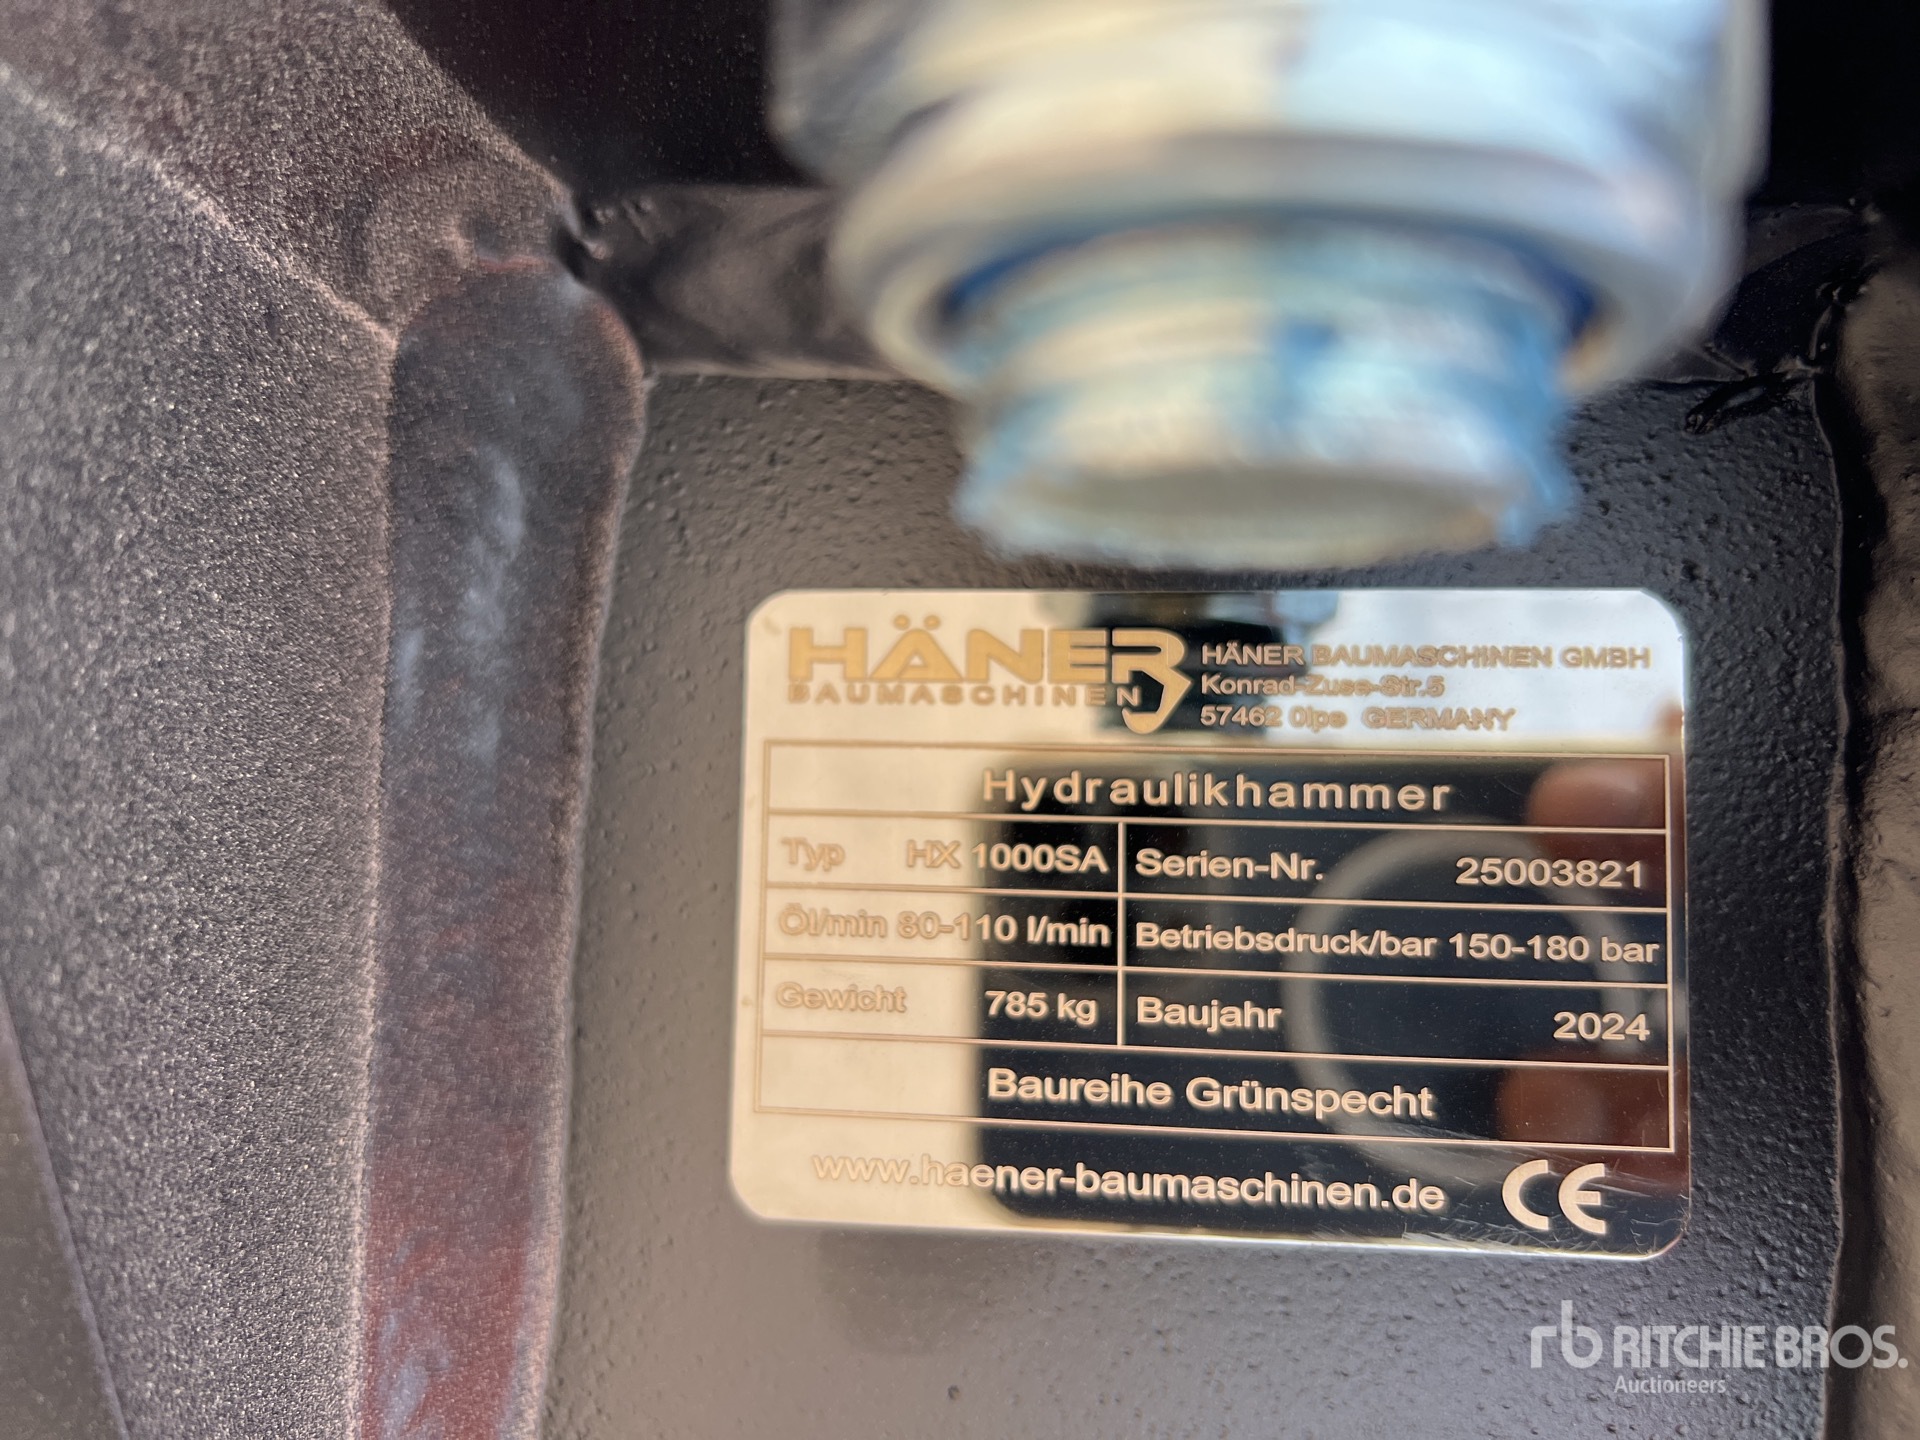 HÄNER
BAUMASCHINEN
HÄNER BAUMASCHINEN GMBH
Konrad-Zuse-Str.5
57462 Olpe GERMANY
Hydraulikhammer
Typ HX 1000SA Serien-Nr. 25003821
Öl/min 80-110 l/min Betriebsdruck/bar 150-180 bar
Gewicht 785 kg Baujahr 2024
Baureihe Grünspecht
www.haener-baumaschinen.de CE
rb RITCHIE BROS.
Auctioneers